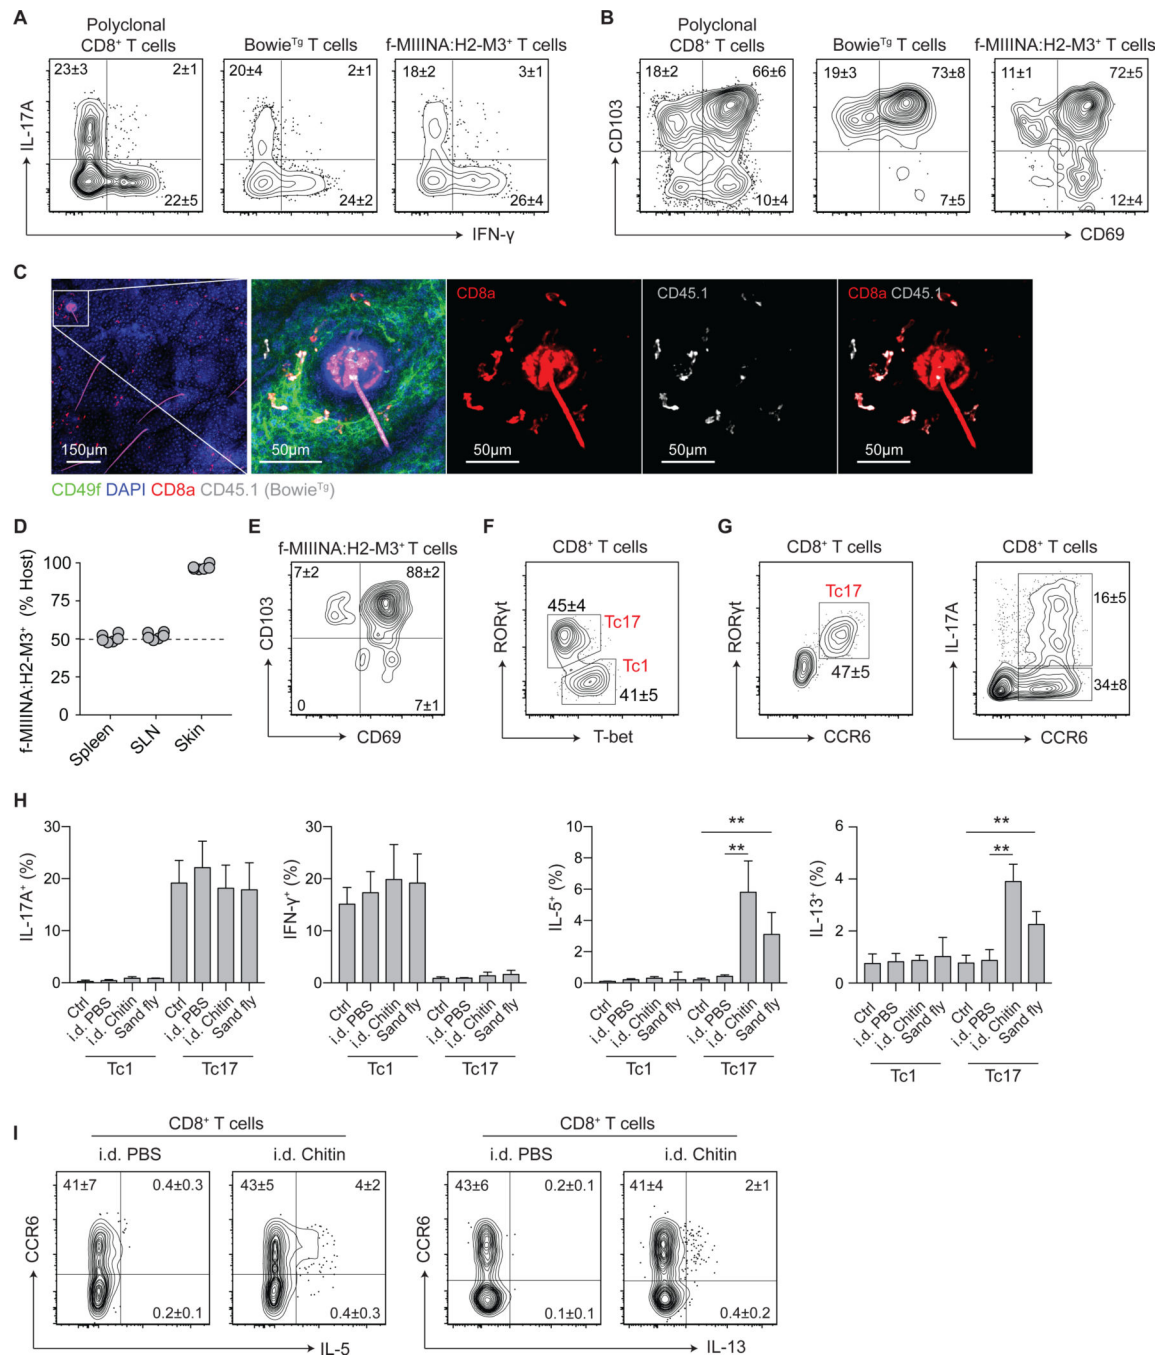 A
Polyclonal
CD8⁺ T cells
Bowieᵀᵍ T cells
f-MIIINA:H2-M3⁺ T cells
23±3
2±1
22±5
20±4
2±1
24±2
18±2
3±1
26±4
IL-17A
IFN-γ
B
Polyclonal
CD8⁺ T cells
Bowieᵀᵍ T cells
f-MIIINA:H2-M3⁺ T cells
18±2
66±6
10±4
19±3
73±8
7±5
11±1
72±5
12±4
CD103
CD69
C
150µm
50µm
CD8a
50µm
CD45.1
50µm
CD8a CD45.1
50µm
CD49f DAPI CD8a CD45.1 (Bowieᵀᵍ)
D
f-MIIINA:H2-M3⁺ (% Host)
100
75
50
25
0
Spleen
SLN
Skin
E
f-MIIINA:H2-M3⁺ T cells
7±2
88±2
0
7±1
CD103
CD69
F
CD8⁺ T cells
45±4
Tc17
Tc1
41±5
RORγt
T-bet
G
CD8⁺ T cells
Tc17
47±5
RORγt
CCR6
CD8⁺ T cells
16±5
34±8
IL-17A
CCR6
H
IL-17A⁺ (%)
30
20
10
0
Ctrl
i.d. PBS
i.d. Chitin
Sand fly
Ctrl
i.d. PBS
i.d. Chitin
Sand fly
Tc1
Tc17
IFN-γ⁺ (%)
30
20
10
0
Ctrl
i.d. PBS
i.d. Chitin
Sand fly
Ctrl
i.d. PBS
i.d. Chitin
Sand fly
Tc1
Tc17
IL-5⁺ (%)
10
8
6
4
2
0
**
**
Ctrl
i.d. PBS
i.d. Chitin
Sand fly
Ctrl
i.d. PBS
i.d. Chitin
Sand fly
Tc1
Tc17
IL-13⁺ (%)
6
4
2
0
**
**
Ctrl
i.d. PBS
i.d. Chitin
Sand fly
Ctrl
i.d. PBS
i.d. Chitin
Sand fly
Tc1
Tc17
I
CD8⁺ T cells
i.d. PBS
i.d. Chitin
41±7
0.4±0.3
0.2±0.1
43±5
4±2
0.4±0.3
CCR6
IL-5
CD8⁺ T cells
i.d. PBS
i.d. Chitin
43±6
0.2±0.1
0.1±0.1
41±4
2±1
0.4±0.2
CCR6
IL-13